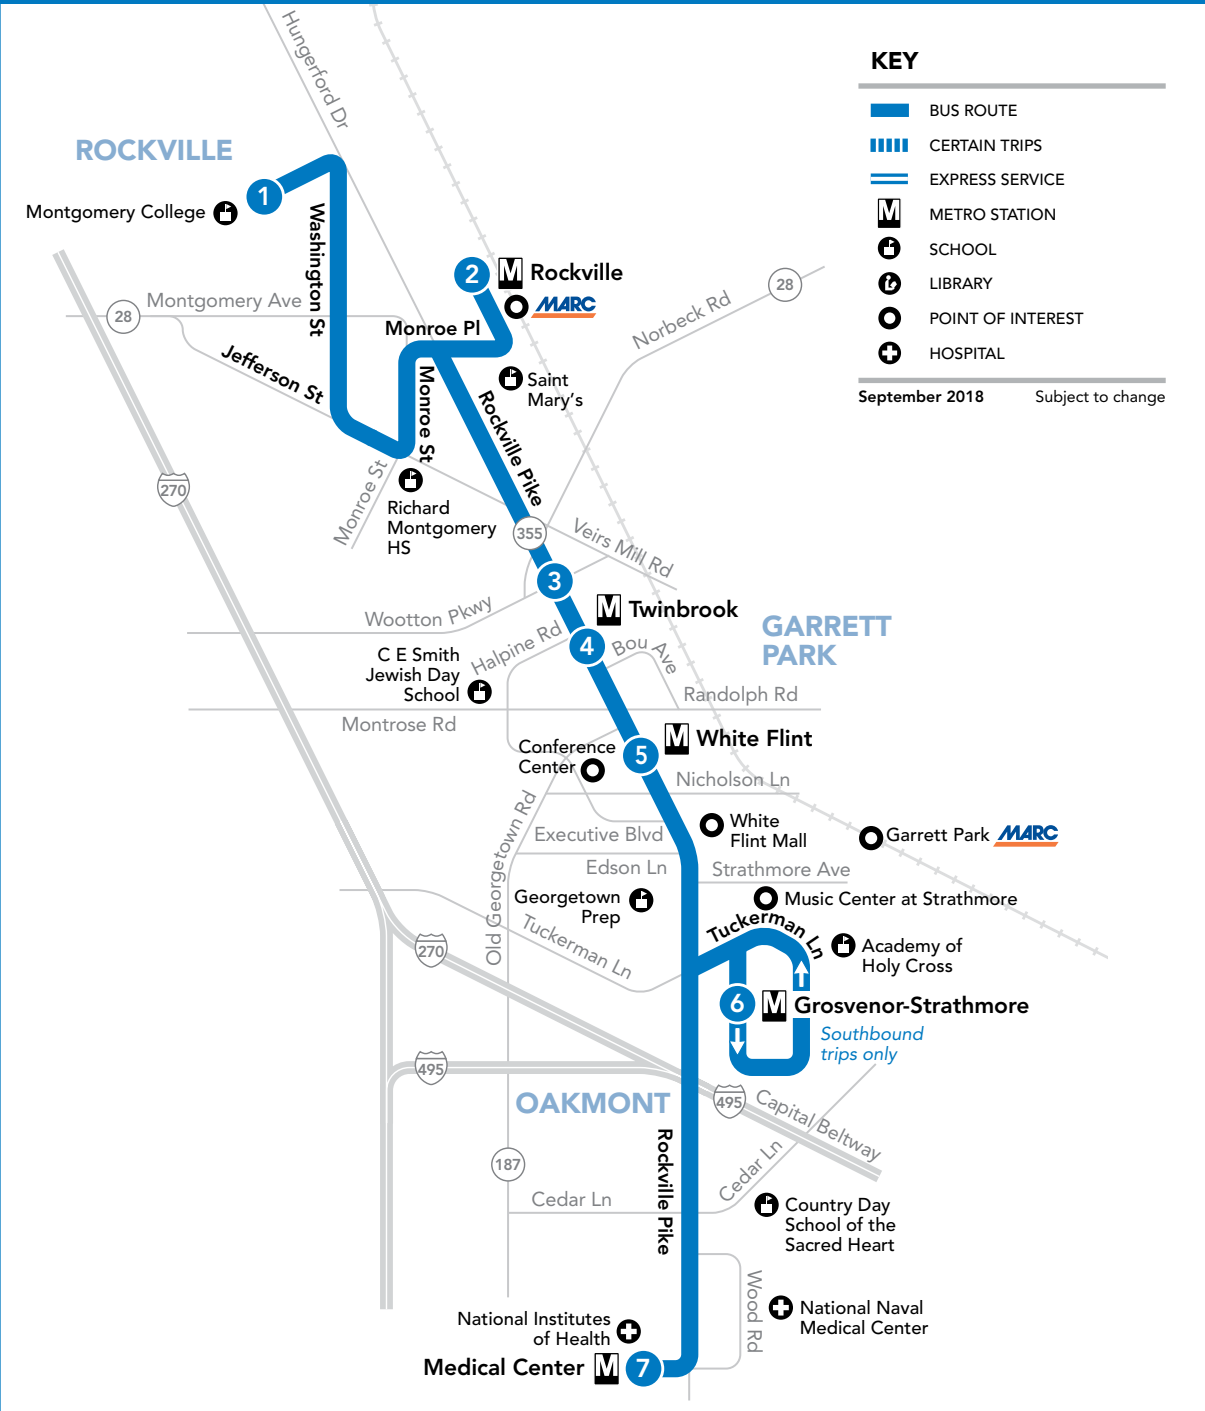 KEY
BUS ROUTE
CERTAIN TRIPS
EXPRESS SERVICE
M
METRO STATION
SCHOOL
LIBRARY
POINT OF INTEREST
HOSPITAL
September 2018
Subject to change
Hungerford Dr
ROCKVILLE
1
Montgomery College
Washington St
2
M
Rockville
MARC
28
Norbeck Rd
28
Montgomery Ave
Monroe Pl
Jefferson St
Monroe St
Saint
Mary's
Rockville Pike
270
Monroe St
Richard
Montgomery
HS
355
Veirs Mill Rd
3
M
Twinbrook
Wootton Pkwy
GARRETT
PARK
Halpine Rd
4
Bou Ave
C E Smith
Jewish Day
School
Randolph Rd
Montrose Rd
M
White Flint
5
Conference
Center
Nicholson Ln
Old Georgetown Rd
Executive Blvd
White
Flint Mall
Garrett Park
MARC
Edson Ln
Strathmore Ave
Georgetown
Prep
Music Center at Strathmore
Tuckerman Ln
Tuckerman Ln
Academy of
Holy Cross
270
6
M
Grosvenor-Strathmore
Southbound
trips only
495
OAKMONT
495
Capital Beltway
Rockville Pike
187
Cedar Ln
Cedar Ln
Country Day
School of the
Sacred Heart
Wood Rd
National Naval
Medical Center
National Institutes
of Health
Medical Center
M
7